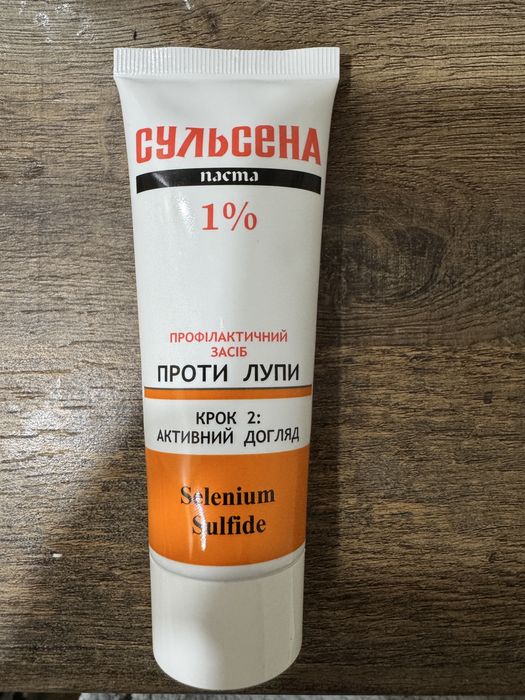 СУЛЬСЕНА
паста
1%
ПРОФІЛАКТИЧНИЙ
ЗАСІБ
ПРОТИ ЛУПИ
КРОК 2:
АКТИВНИЙ ДОГЛЯД
Selenium
Sulfide